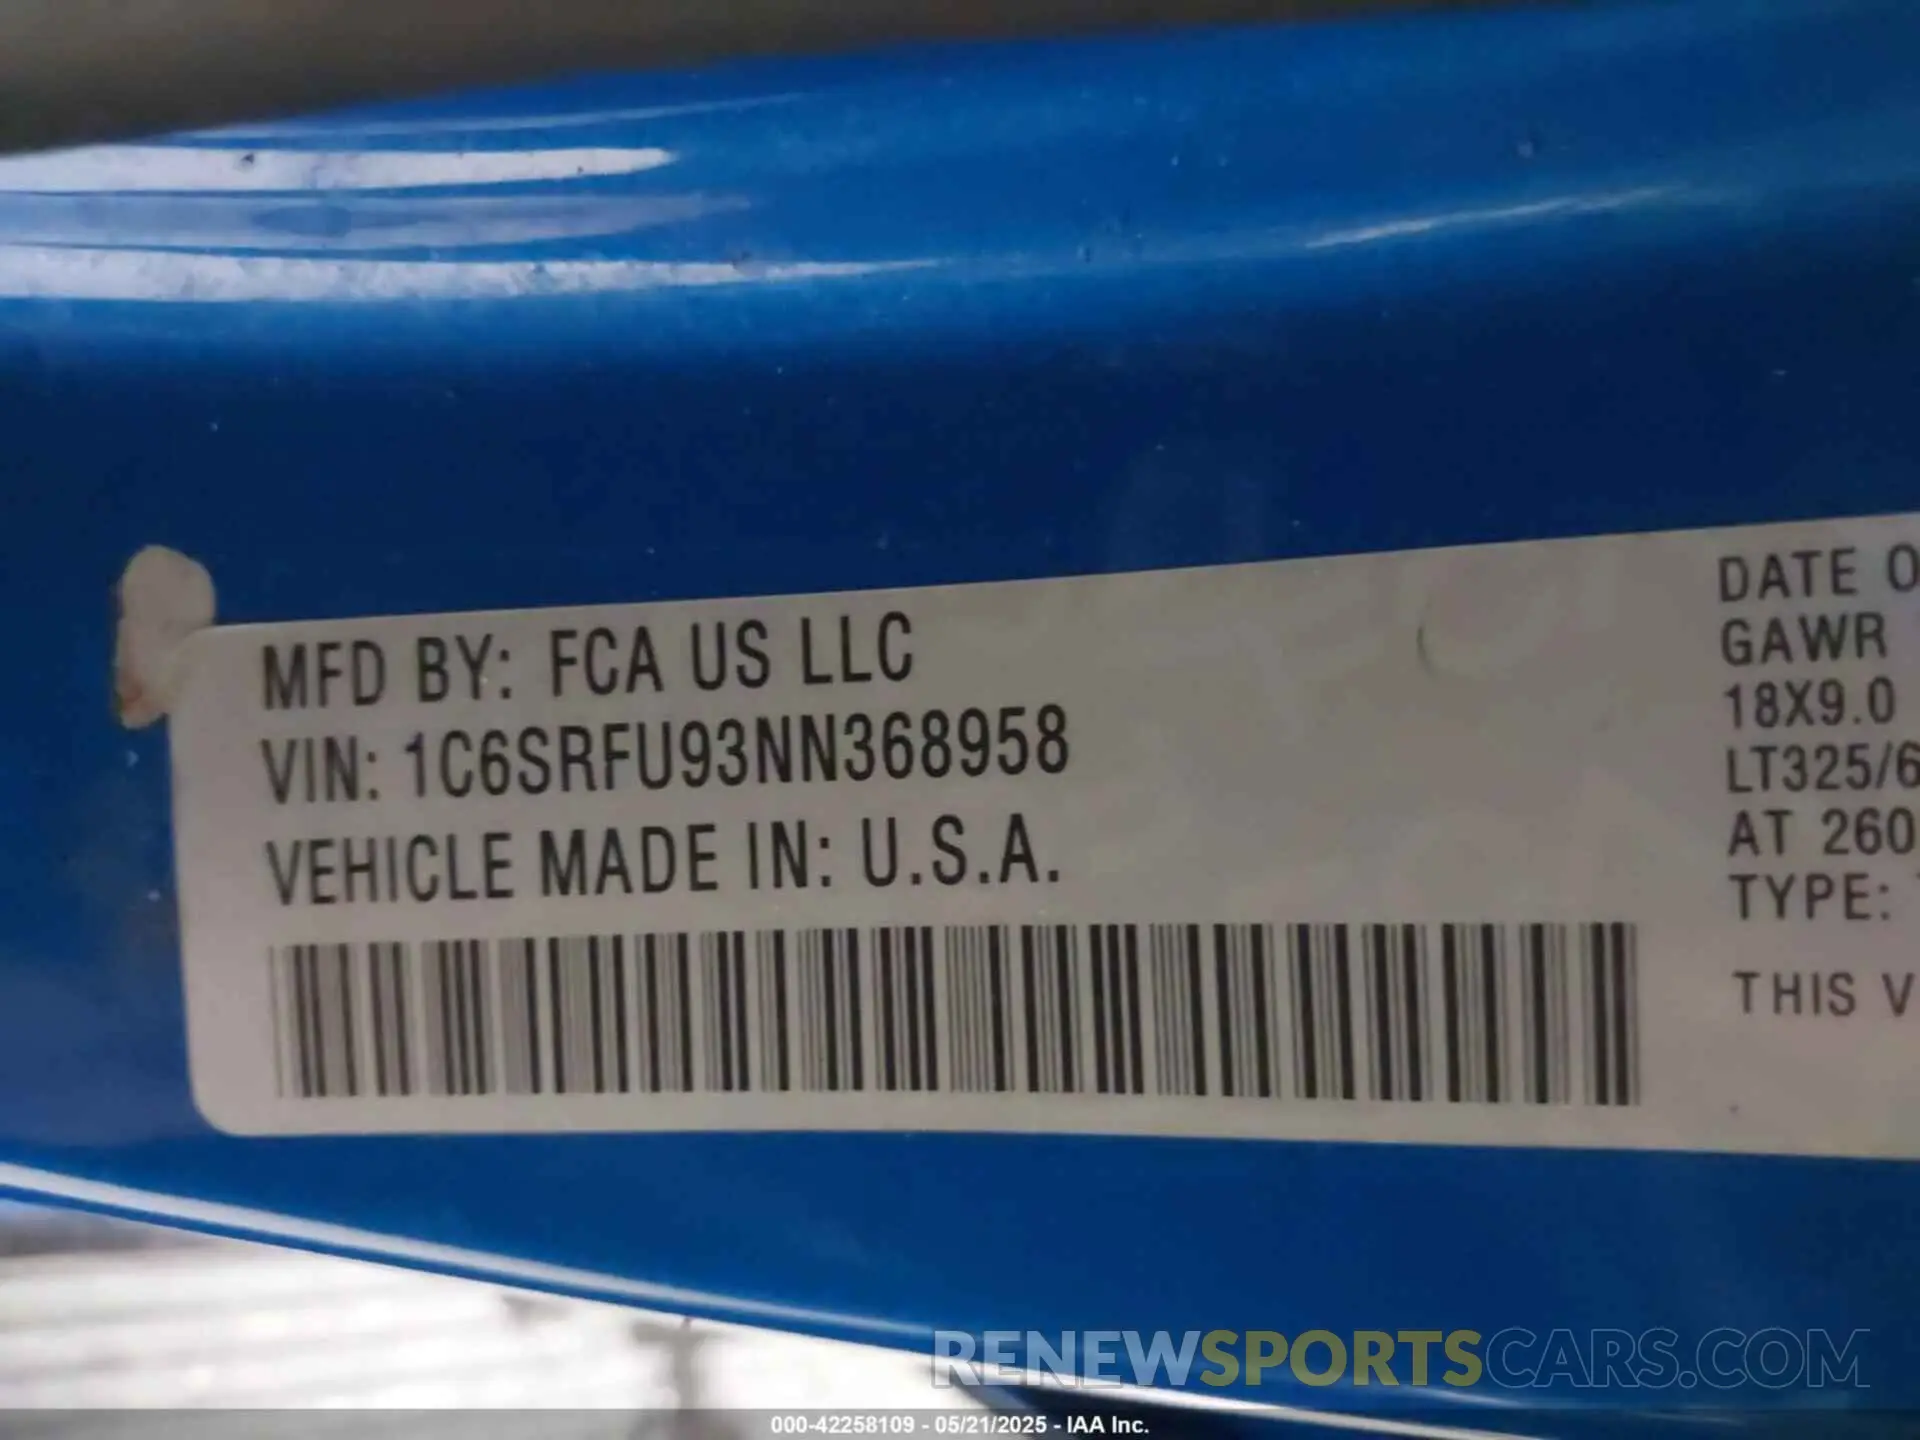 MFD BY: FCA US LLC
VIN: 1C6SRFU93NN368958
VEHICLE MADE IN: U.S.A.
DATE O
GAWR
18X9.0
LT325/6
AT 260
TYPE:
THIS V
RENEWSPORTSCARS.COM
000-42258109 - 05/21/2025 - IAA Inc.